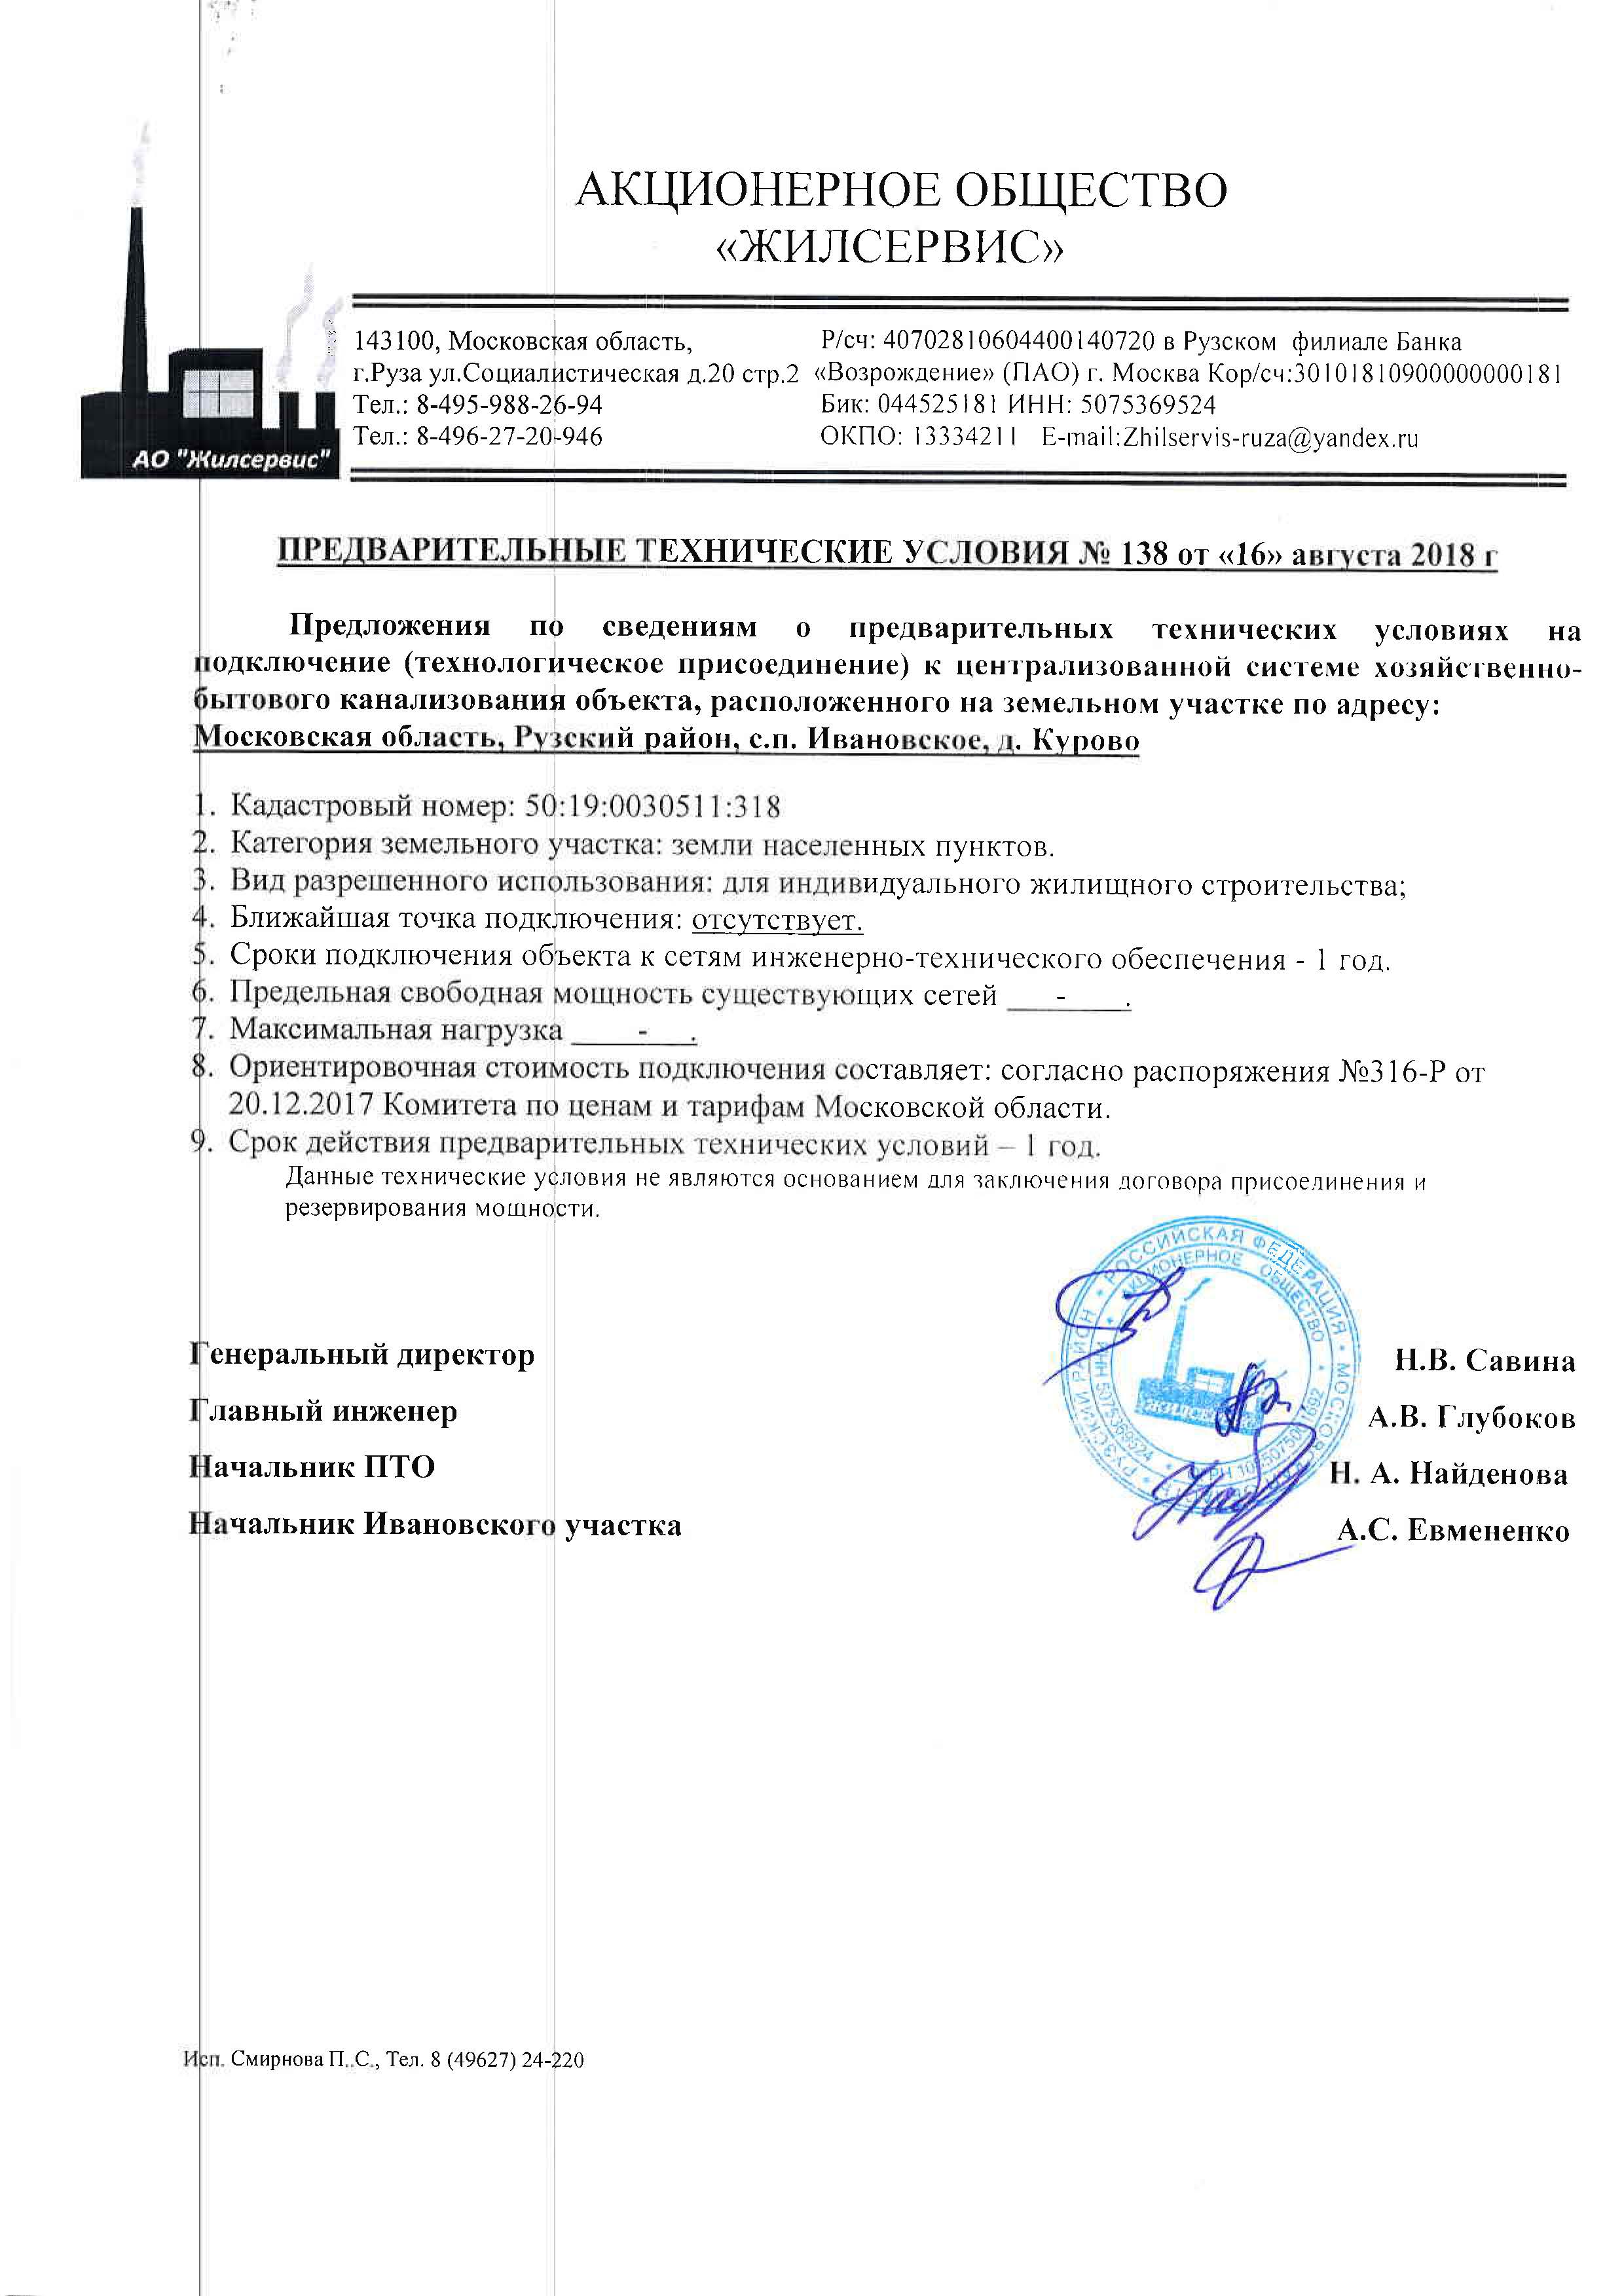 АКЦИОНЕРНОЕ ОБЩЕСТВО
«ЖИЛСЕРВИС»
АО "Жилсервис"
143100, Московская область,
г.Руза ул.Социалистическая д.20 стр.2
Тел.: 8-495-988-26-94
Тел.: 8-496-27-20-946
Р/сч: 40702810604400140720 в Рузском филиале Банка
«Возрождение» (ПАО) г. Москва Кор/сч:30101810900000000181
Бик: 044525181 ИНН: 5075369524
ОКПО: 13334211 E-mail:Zhilservis-ruza@yandex.ru
ПРЕДВАРИТЕЛЬНЫЕ ТЕХНИЧЕСКИЕ УСЛОВИЯ № 138 от «16» августа 2018 г
Предложения по сведениям о предварительных технических условиях на
подключение (технологическое присоединение) к централизованной системе хозяйственно-
бытового канализования объекта, расположенного на земельном участке по адресу:
Московская область, Рузский район, с.п. Ивановское, д. Курово
1. Кадастровый номер: 50:19:0030511:318
2. Категория земельного участка: земли населенных пунктов.
3. Вид разрешенного использования: для индивидуального жилищного строительства;
4. Ближайшая точка подключения: отсутствует.
5. Сроки подключения объекта к сетям инженерно-технического обеспечения - 1 год.
6. Предельная свободная мощность существующих сетей ___-____.
7. Максимальная нагрузка ____-___.
8. Ориентировочная стоимость подключения составляет: согласно распоряжения №316-Р от
20.12.2017 Комитета по ценам и тарифам Московской области.
9. Срок действия предварительных технических условий – 1 год.
Данные технические условия не являются основанием для заключения договора присоединения и
резервирования мощности.
Генеральный директор Н.В. Савина
Главный инженер А.В. Глубоков
Начальник ПТО Н. А. Найденова
Начальник Ивановского участка А.С. Евмененко
РОССИЙСКАЯ ФЕДЕРАЦИЯ
РУЗСКИЙ РАЙОН
АКЦИОНЕРНОЕ ОБЩЕСТВО
ИНН 5075369524
Исп. Смирнова П..С., Тел. 8 (49627) 24-220